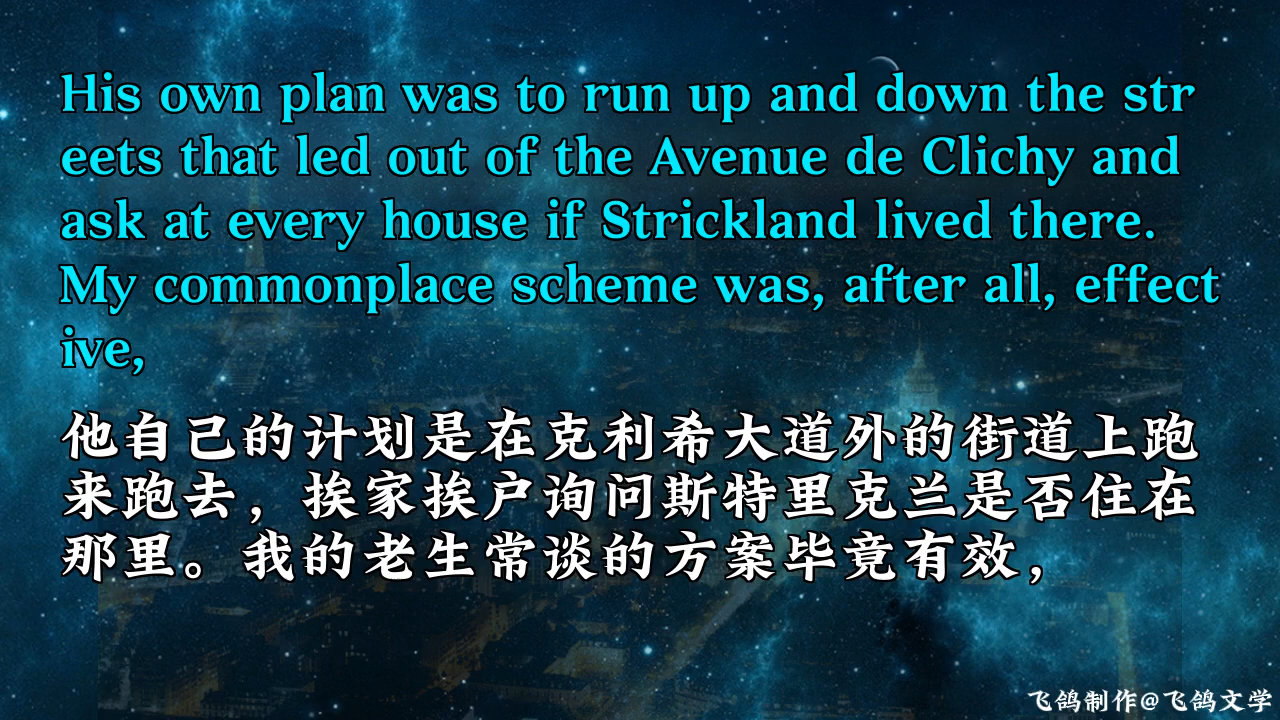 His own plan was to run up and down the str
eets that led out of the Avenue de Clichy and
ask at every house if Strickland lived there.
My commonplace scheme was, after all, effect
ive,
他自己的计划是在克利希大道外的街道上跑
来跑去，挨家挨户询问斯特里克兰是否住在
那里。我的老生常谈的方案毕竟有效，
飞鸽制作@飞鸽文学